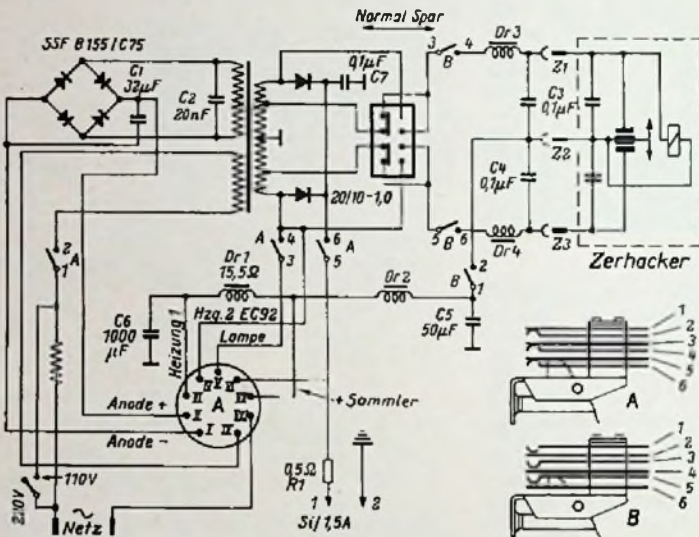 Normal Spar
SSF B155/C75
C1
32µF
C2
20nF
0,1µF
C7
3 4
B
Dr3
Z1
C3
0,1µF
Z2
C4
0,1µF
20/10-1,0
5 6
B
Dr4
Z3
Zerhacker
2
1
A
A 4
3
6
5
A
Dr1
15,5Ω
Dr2
B 2
1
C6
1000
µF
Heizung 1
Hzg. 2 EC92
Lampe
C5
50µF
A
+ Sammler
Anode +
Anode -
110V
220V
~
Netz
0,5Ω
R1
1 2
Si/1,5A
1
2
3
4
5
6
A
1
2
3
4
5
6
B